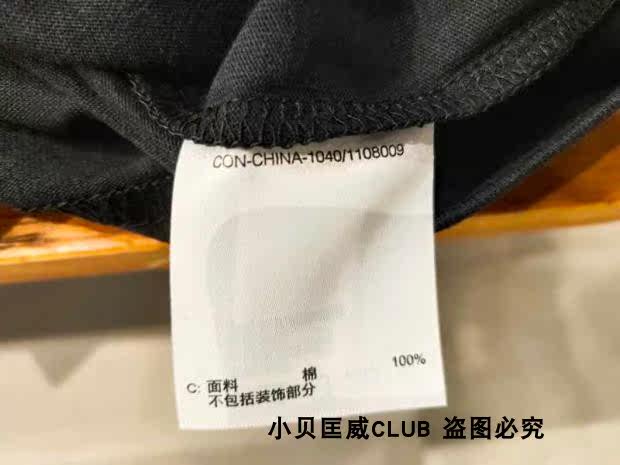 CON-CHINA-1040/1108009
C: 面料 棉 100%
不包括装饰部分
小贝匡威CLUB 盗图必究